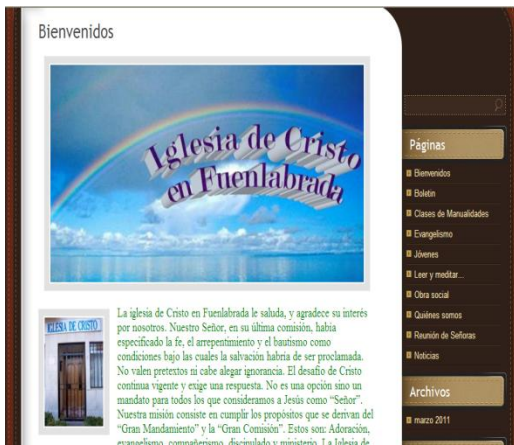 Bienvenidos
Iglesia de Cristo
en Fuenlabrada
IGLESIA DE CRISTO
La iglesia de Cristo en Fuenlabrada le saluda, y agradece su interés
por nosotros. Nuestro Señor, en su última comisión, había
especificado la fe, el arrepentimiento y el bautismo como
condiciones bajo las cuales la salvación habría de ser proclamada.
No valen pretextos ni cabe alegar ignorancia. El desafío de Cristo
continua vigente y exige una respuesta. No es una opción sino un
mandato para todos los que consideramos a Jesús como “Señor”.
Nuestra misión consiste en cumplir los propósitos que se derivan del
“Gran Mandamiento” y la “Gran Comisión”. Estos son: Adoración,
evangelismo, compañerismo, discipulado y ministerio. La Iglesia de
Páginas
Bienvenidos
Boletin
Clases de Manualidades
Evangelismo
Jóvenes
Leer y meditar...
Obra social
Quiénes somos
Reunión de Señoras
Noticias
Archivos
marzo 2011